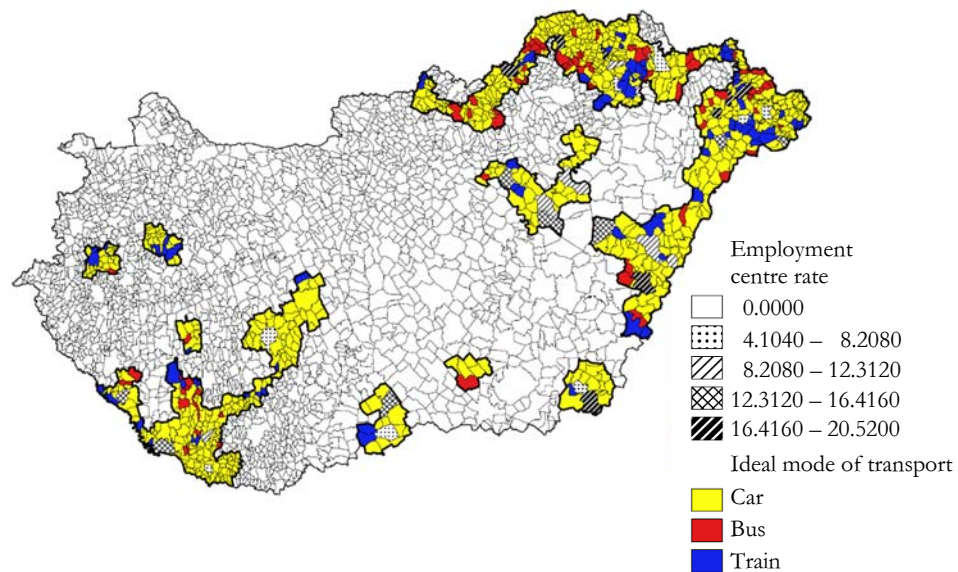 Employment
centre rate
0.0000
4.1040 – 8.2080
8.2080 – 12.3120
12.3120 – 16.4160
16.4160 – 20.5200
Ideal mode of transport
Car
Bus
Train